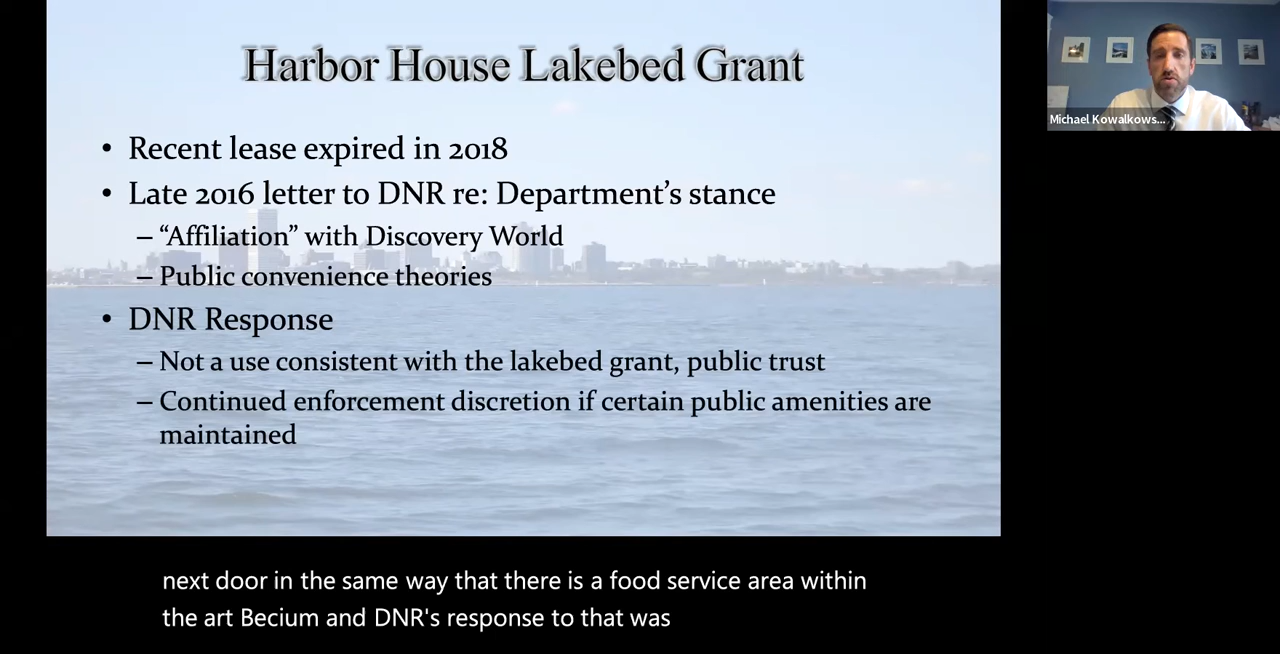 Harbor House Lakebed Grant
• Recent lease expired in 2018
• Late 2016 letter to DNR re: Department's stance
– “Affiliation” with Discovery World
– Public convenience theories
• DNR Response
– Not a use consistent with the lakebed grant, public trust
– Continued enforcement discretion if certain public amenities are
maintained
Michael Kowalkows...
next door in the same way that there is a food service area within
the art Becium and DNR's response to that was